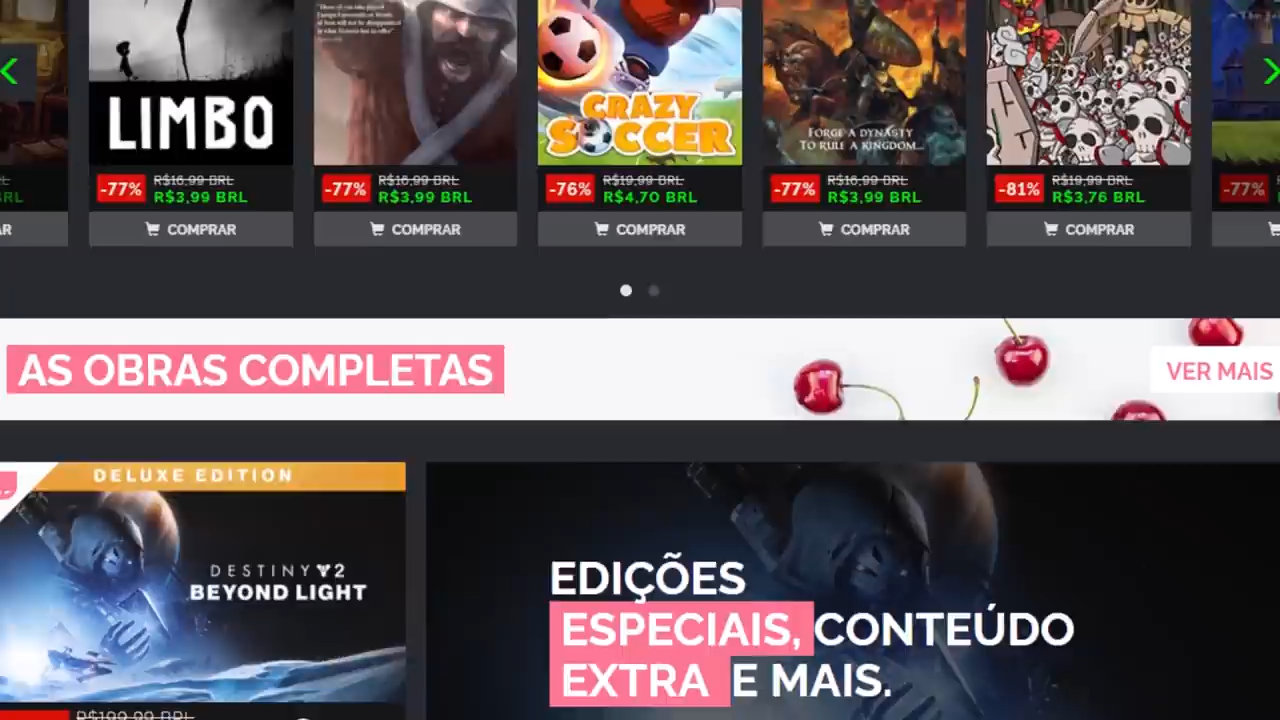 LIMBO
CRAZY
SOCCER
FORGE A DYNASTY
TO RULE A KINGDOM...
-77% R$16,99 BRL
R$3,99 BRL
-77% R$16,99 BRL
R$3,99 BRL
-76% R$19,99 BRL
R$4,70 BRL
-77% R$16,99 BRL
R$3,99 BRL
-81% R$19,99 BRL
R$3,76 BRL
-77%
COMPRAR
COMPRAR
COMPRAR
COMPRAR
COMPRAR
AS OBRAS COMPLETAS
VER MAIS
DELUXE EDITION
DESTINY 2
BEYOND LIGHT
EDIÇÕES
ESPECIAIS, CONTEÚDO
EXTRA E MAIS.
R$199,99 BRL